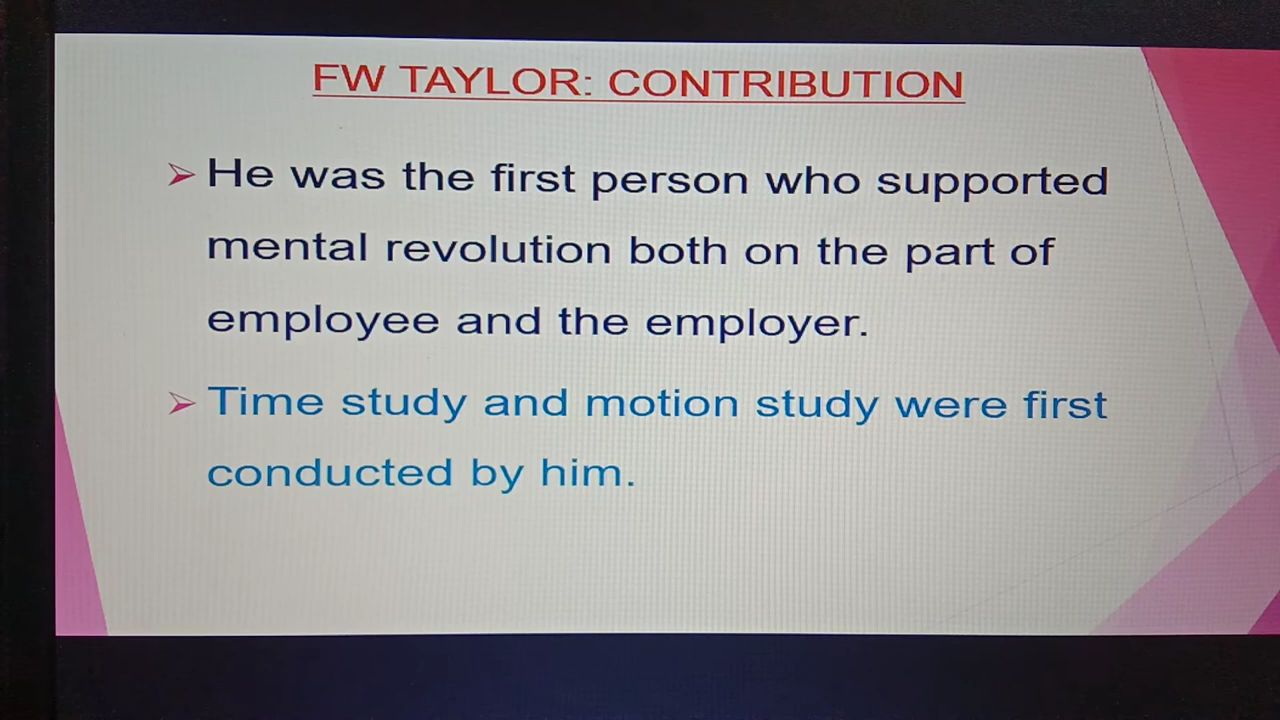 FW TAYLOR: CONTRIBUTION
➢ He was the first person who supported
mental revolution both on the part of
employee and the employer.
➢ Time study and motion study were first
conducted by him.